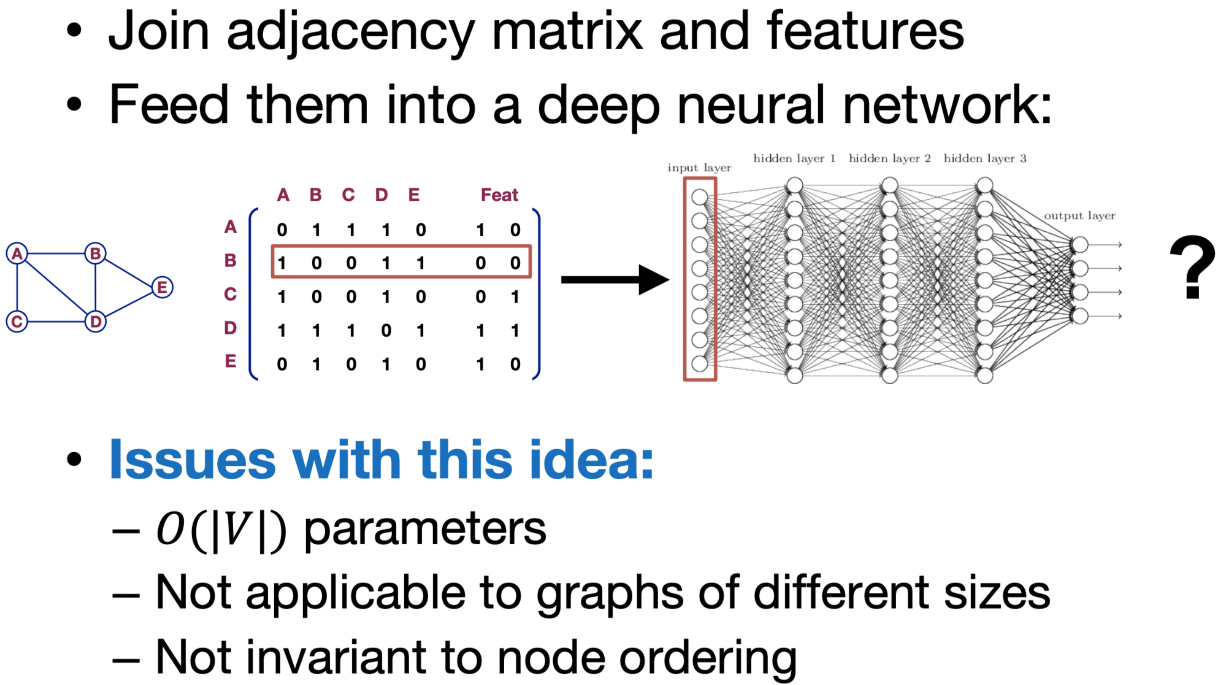 • Join adjacency matrix and features
• Feed them into a deep neural network:
hidden layer 1 hidden layer 2 hidden layer 3
input layer
output layer
A B C D E Feat
A 0 1 1 1 0 1 0
B 1 0 0 1 1 0 0
C 1 0 0 1 0 0 1
D 1 1 1 0 1 1 1
E 0 1 0 1 0 1 0
A B
E
C D
?
• Issues with this idea:
– O(|V|) parameters
– Not applicable to graphs of different sizes
– Not invariant to node ordering